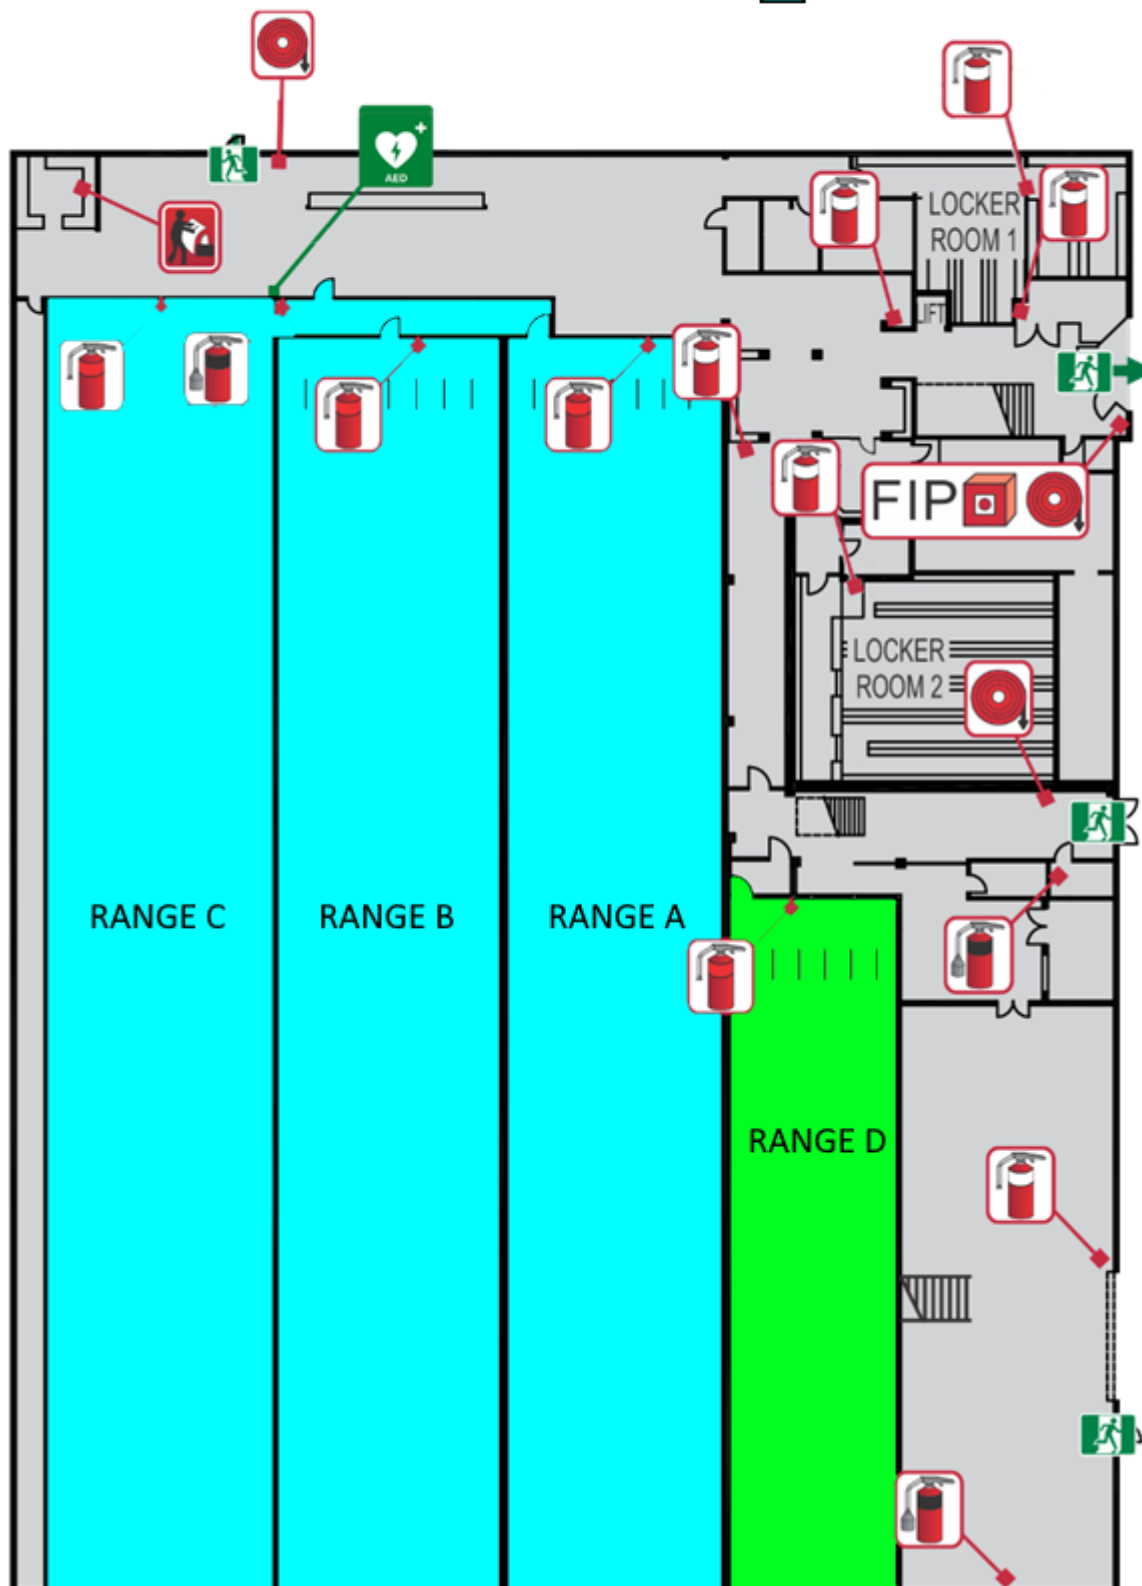 AED
LOCKER
ROOM 1
LIFT
FIP
LOCKER
ROOM 2
RANGE C
RANGE B
RANGE A
RANGE D